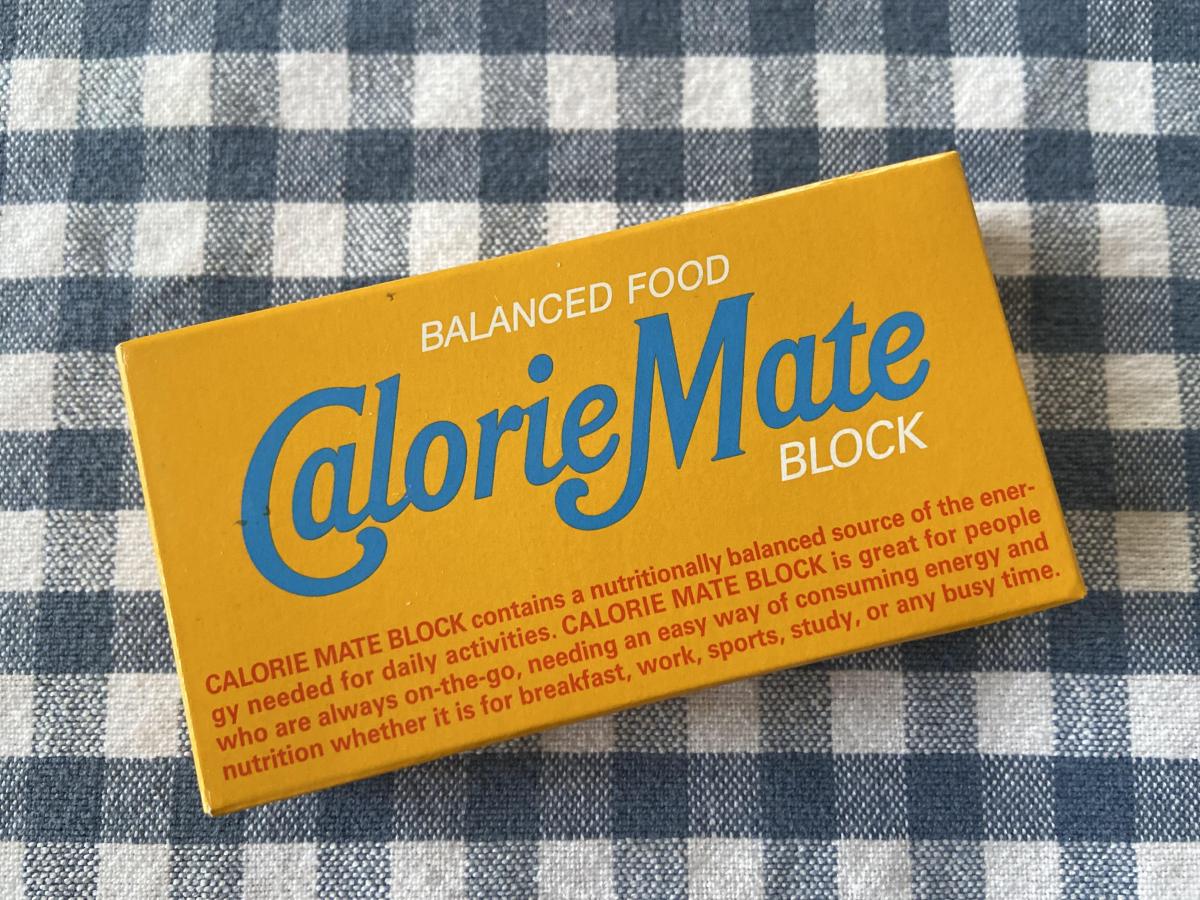 BALANCED FOOD
CalorieMate
BLOCK
CALORIE MATE BLOCK contains a nutritionally balanced source of the ener-
gy needed for daily activities. CALORIE MATE BLOCK is great for people
who are always on-the-go, needing an easy way of consuming energy and
nutrition whether it is for breakfast, work, sports, study, or any busy time.